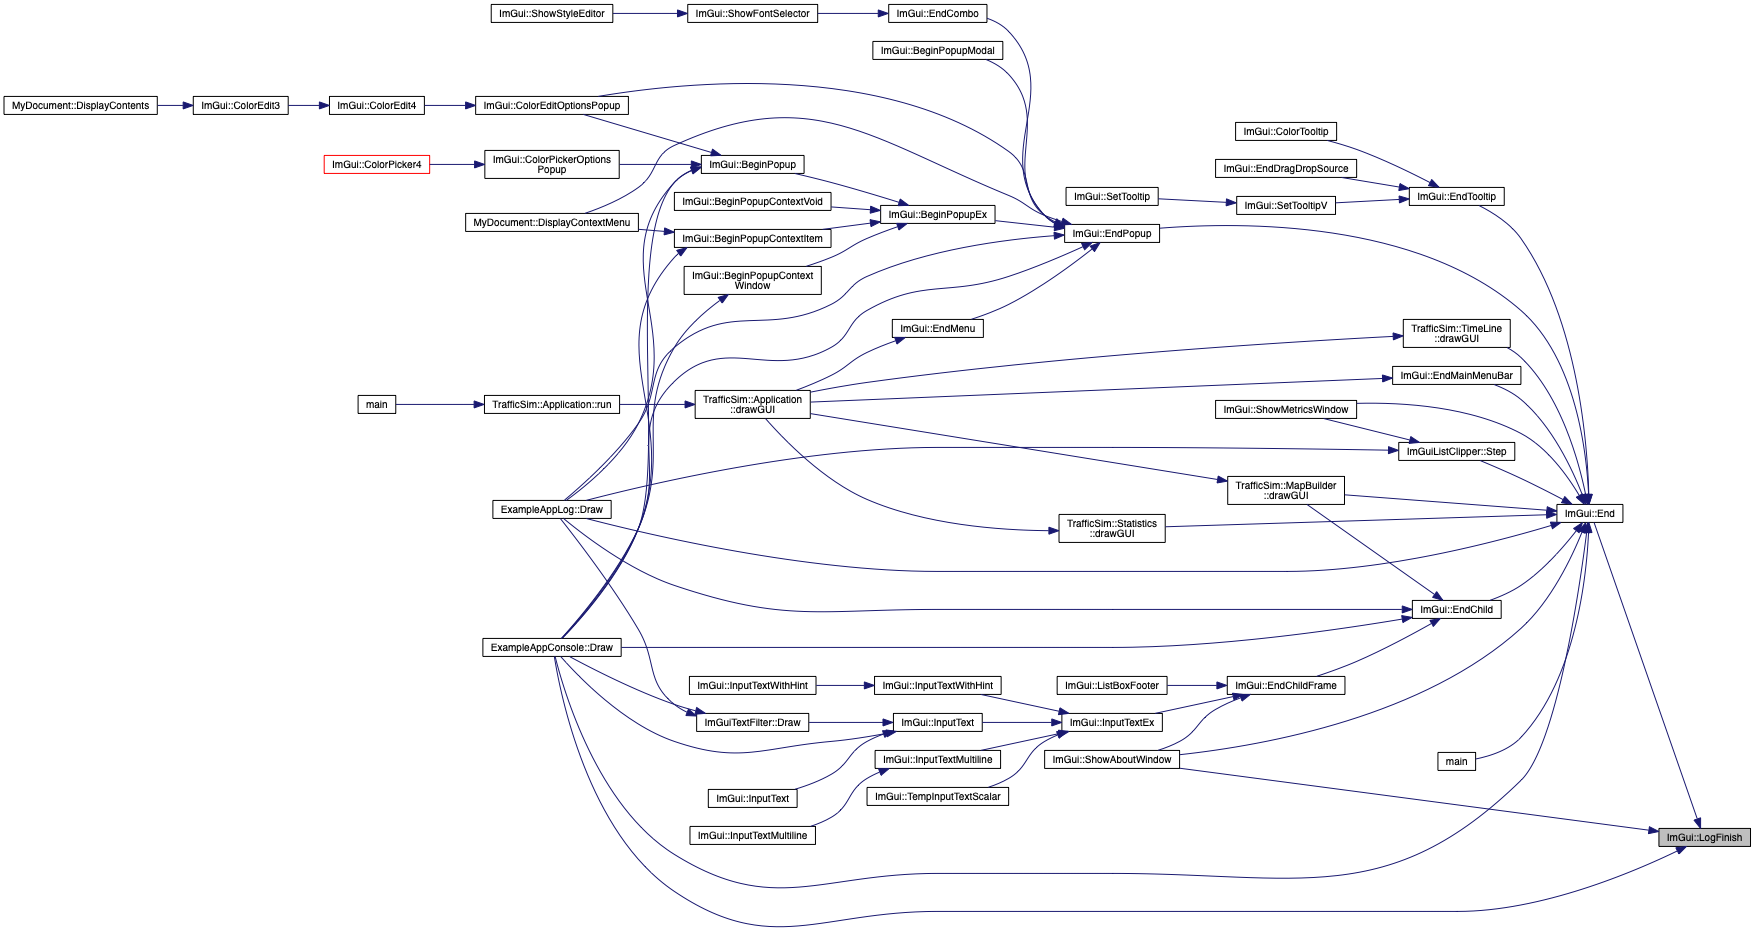 ImGui::ShowStyleEditor
ImGui::ShowFontSelector
ImGui::EndCombo
ImGui::BeginPopupModal
MyDocument::DisplayContents
ImGui::ColorEdit3
ImGui::ColorEdit4
ImGui::ColorEditOptionsPopup
ImGui::ColorTooltip
ImGui::ColorPicker4
ImGui::ColorPickerOptions
Popup
ImGui::BeginPopup
ImGui::EndDragDropSource
ImGui::EndTooltip
ImGui::SetTooltip
ImGui::SetTooltipV
ImGui::BeginPopupContextVoid
MyDocument::DisplayContextMenu
ImGui::BeginPopupEx
ImGui::BeginPopupContextItem
ImGui::EndPopup
ImGui::BeginPopupContext
Window
ImGui::EndMenu
TrafficSim::TimeLine
::drawGUI
ImGui::EndMainMenuBar
main
TrafficSim::Application::run
TrafficSim::Application
::drawGUI
ImGui::ShowMetricsWindow
ImGuiListClipper::Step
TrafficSim::MapBuilder
::drawGUI
ExampleAppLog::Draw
ImGui::End
TrafficSim::Statistics
::drawGUI
ImGui::EndChild
ExampleAppConsole::Draw
ImGui::InputTextWithHint
ImGui::InputTextWithHint
ImGui::ListBoxFooter
ImGui::EndChildFrame
ImGuiTextFilter::Draw
ImGui::InputText
ImGui::InputTextEx
ImGui::InputTextMultiline
ImGui::ShowAboutWindow
main
ImGui::InputText
ImGui::TempInputTextScalar
ImGui::InputTextMultiline
ImGui::LogFinish